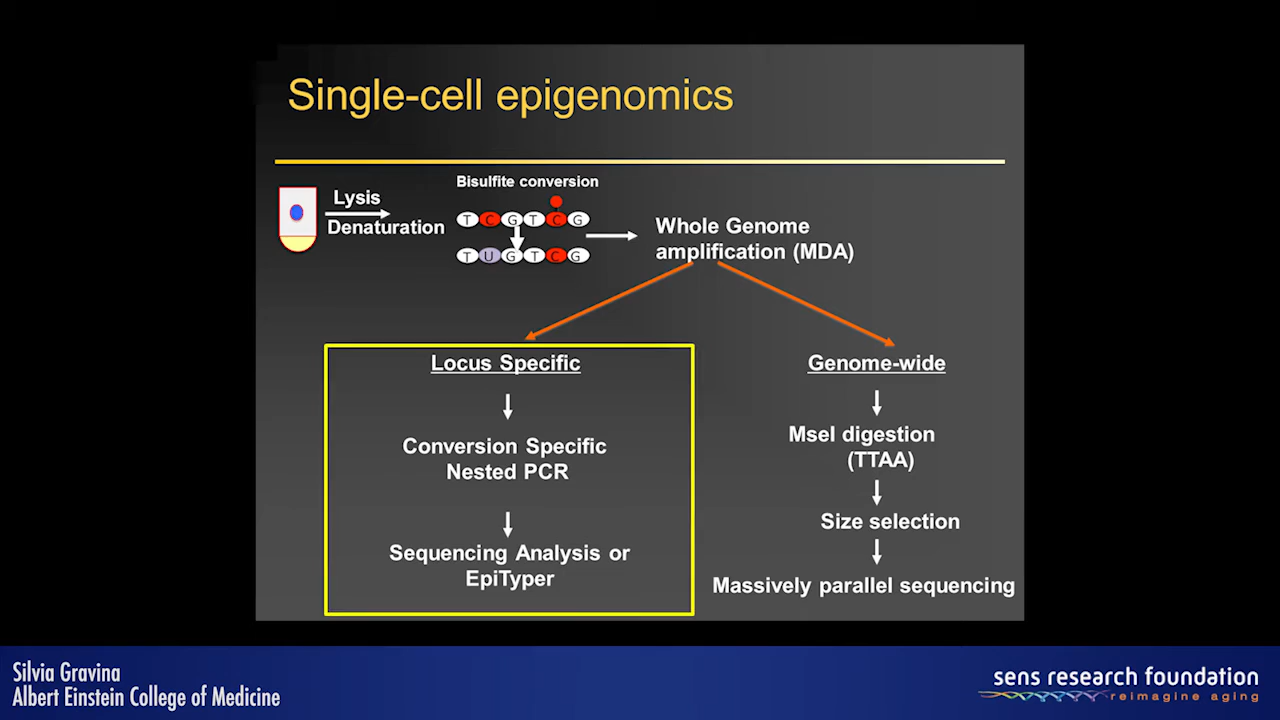 Single-cell epigenomics
Lysis
Denaturation
Bisulfite conversion
T C G T C G
T U G T C G
Whole Genome
amplification (MDA)
Locus Specific
Conversion Specific
Nested PCR
Sequencing Analysis or
EpiTyper
Genome-wide
MseI digestion
(TTAA)
Size selection
Massively parallel sequencing
Silvia Gravina
Albert Einstein College of Medicine
sens research foundation
reimagine aging